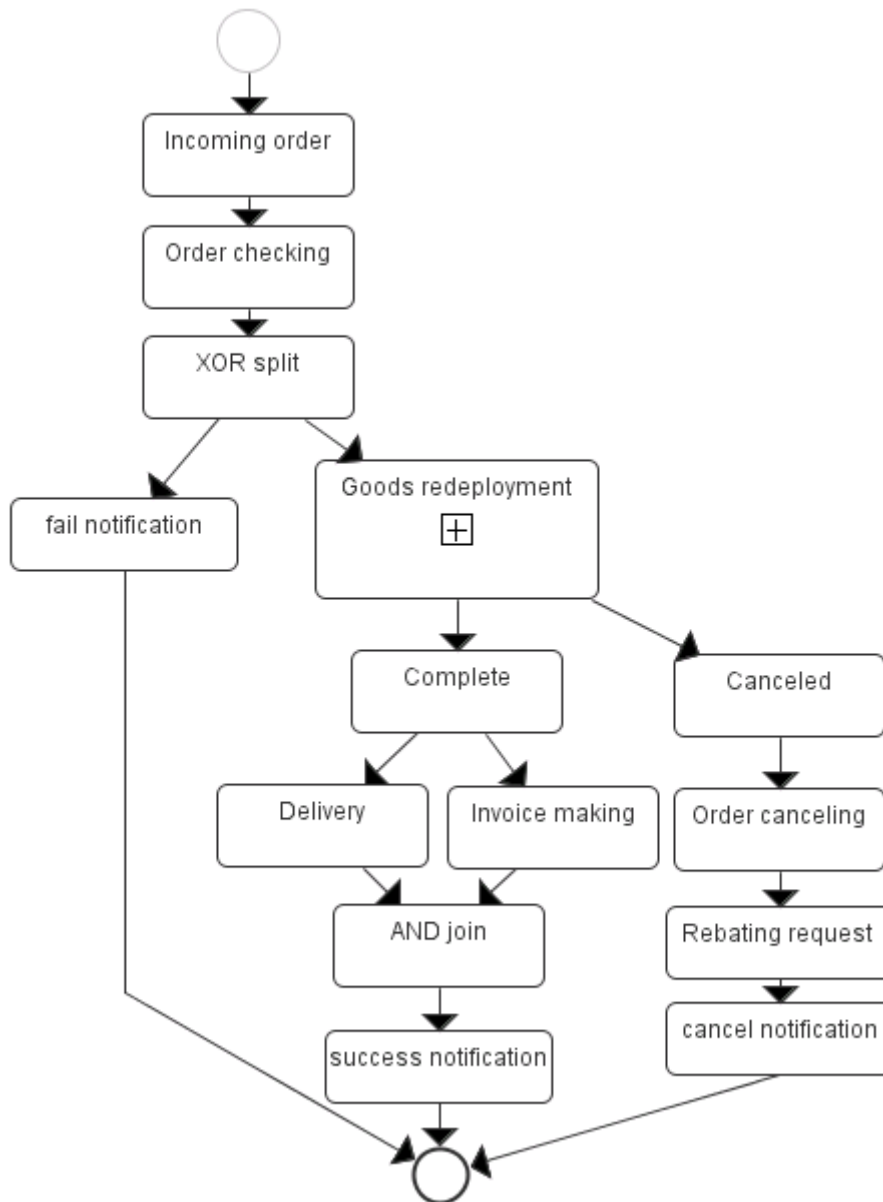 Incoming order
Order checking
XOR split
Goods redeployment
fail notification
Complete
Canceled
Delivery
Invoice making
Order canceling
AND join
Rebating request
cancel notification
success notification